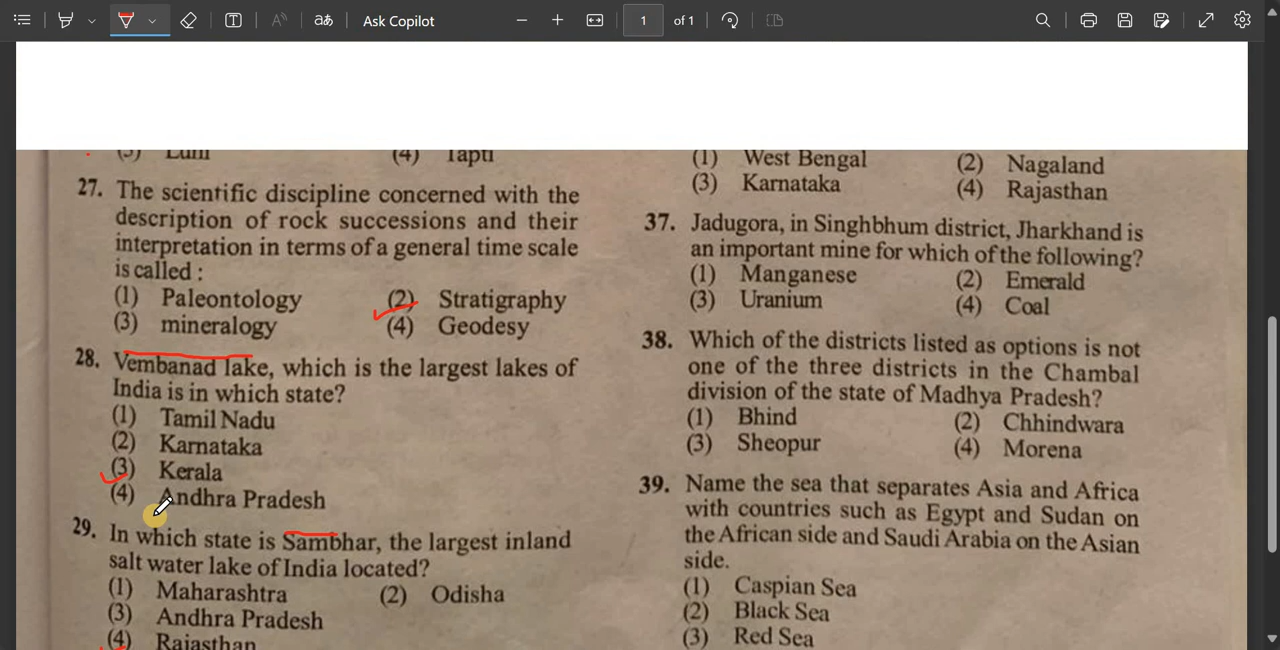 Ask Copilot
1 of 1
(3) Luni (4) Tapti
27. The scientific discipline concerned with the
description of rock successions and their
interpretation in terms of a general time scale
is called :
(1) Paleontology (2) Stratigraphy
(3) mineralogy (4) Geodesy
28. Vembanad lake, which is the largest lakes of
India is in which state?
(1) Tamil Nadu
(2) Karnataka
(3) Kerala
(4) Andhra Pradesh
29. In which state is Sambhar, the largest inland
salt water lake of India located?
(1) Maharashtra (2) Odisha
(3) Andhra Pradesh
(4) Rajasthan
(1) West Bengal (2) Nagaland
(3) Karnataka (4) Rajasthan
37. Jadugora, in Singhbhum district, Jharkhand is
an important mine for which of the following?
(1) Manganese (2) Emerald
(3) Uranium (4) Coal
38. Which of the districts listed as options is not
one of the three districts in the Chambal
division of the state of Madhya Pradesh?
(1) Bhind (2) Chhindwara
(3) Sheopur (4) Morena
39. Name the sea that separates Asia and Africa
with countries such as Egypt and Sudan on
the African side and Saudi Arabia on the Asian
side.
(1) Caspian Sea
(2) Black Sea
(3) Red Sea